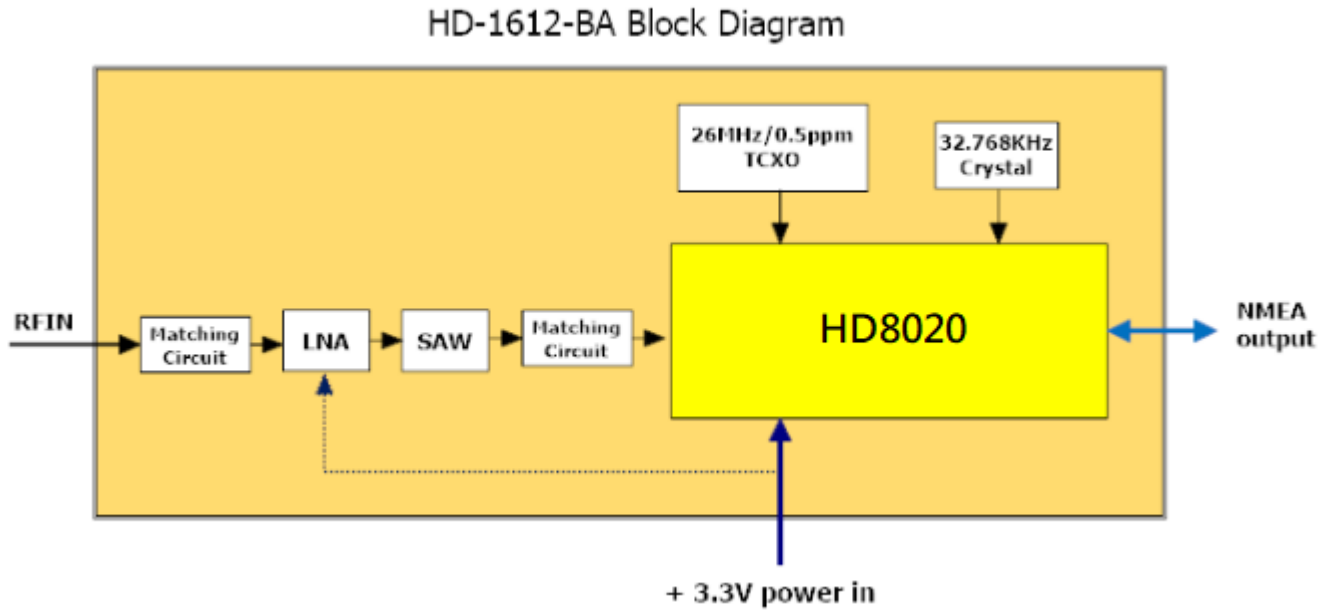 HD-1612-BA Block Diagram
26MHz/0.5ppm
TCXO
32.768KHz
Crystal
RFIN
Matching
Circuit
LNA
SAW
Matching
Circuit
HD8020
NMEA
output
+ 3.3V power in